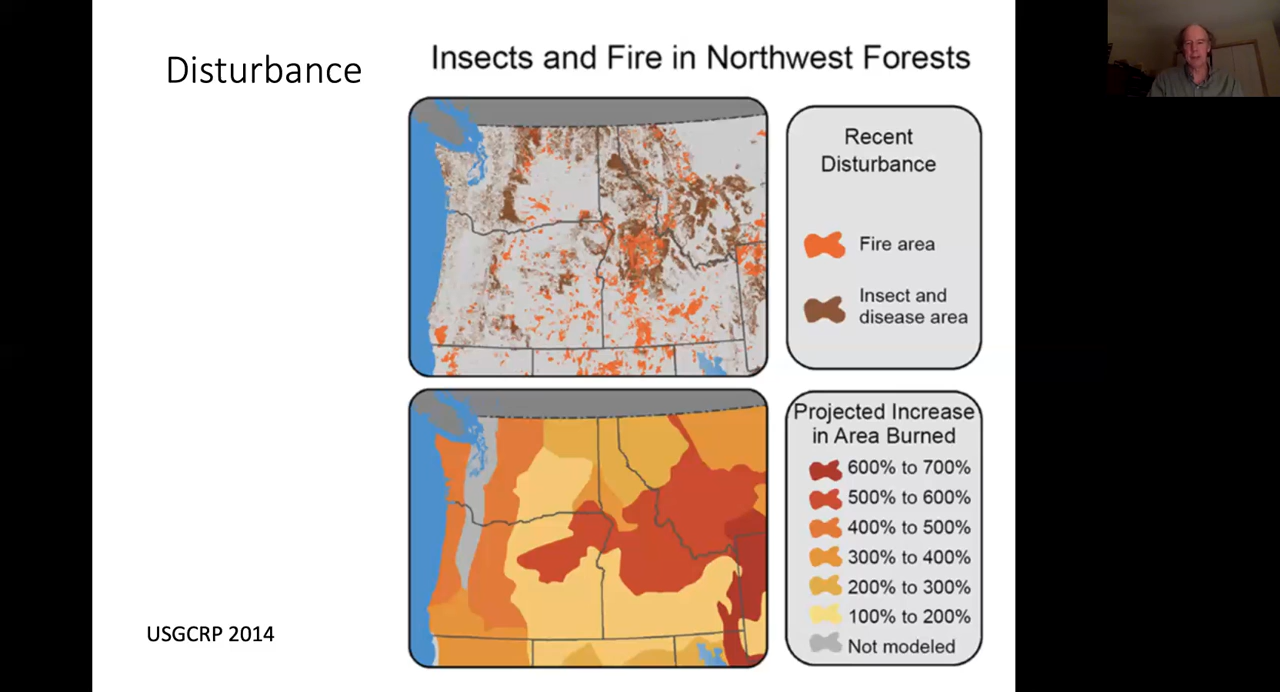 Disturbance
Insects and Fire in Northwest Forests
Recent
Disturbance
Fire area
Insect and
disease area
Projected Increase
in Area Burned
600% to 700%
500% to 600%
400% to 500%
300% to 400%
200% to 300%
100% to 200%
Not modeled
USGCRP 2014